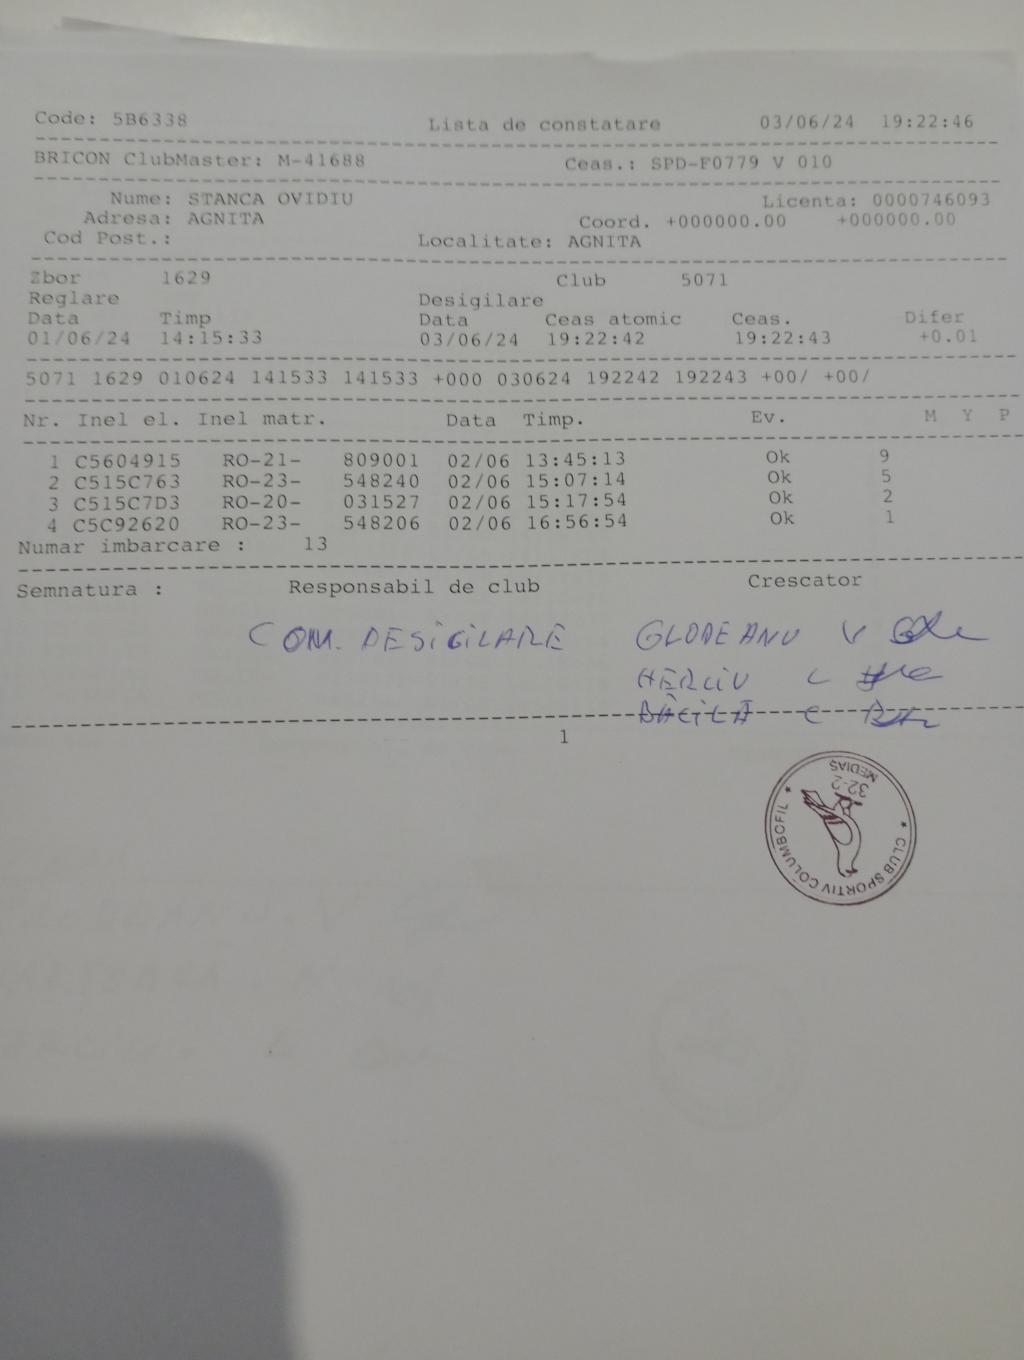 Code: 5B6338 Lista de constatare 03/06/24 19:22:46
BRICON ClubMaster: M-41688 Ceas.: SPD-F0779 V 010
Nume: STANCA OVIDIU Licenta: 0000746093
Adresa: AGNITA Coord. +000000.00 +000000.00
Cod Post.: Localitate: AGNITA
Zbor 1629 Club 5071
Reglare Desigilare
Data Timp Data Ceas atomic Ceas. Difer
01/06/24 14:15:33 03/06/24 19:22:42 19:22:43 +0.01
5071 1629 010624 141533 141533 +000 030624 192242 192243 +00/ +00/
Nr. Inel el. Inel matr. Data Timp. Ev. M Y P
1 C5604915 RO-21- 809001 02/06 13:45:13 Ok 9
2 C515C763 RO-23- 548240 02/06 15:07:14 Ok 5
3 C515C7D3 RO-20- 031527 02/06 15:17:54 Ok 2
4 C5C92620 RO-23- 548206 02/06 16:56:54 Ok 1
Numar imbarcare : 13
Semnatura : Responsabil de club Crescator
COM. DESIGILARE GLODEANU V
HERCIU C
BĂCILĂ C
1
CLUB SPORTIV COLUMBOFIL
32-2
MEDIAS